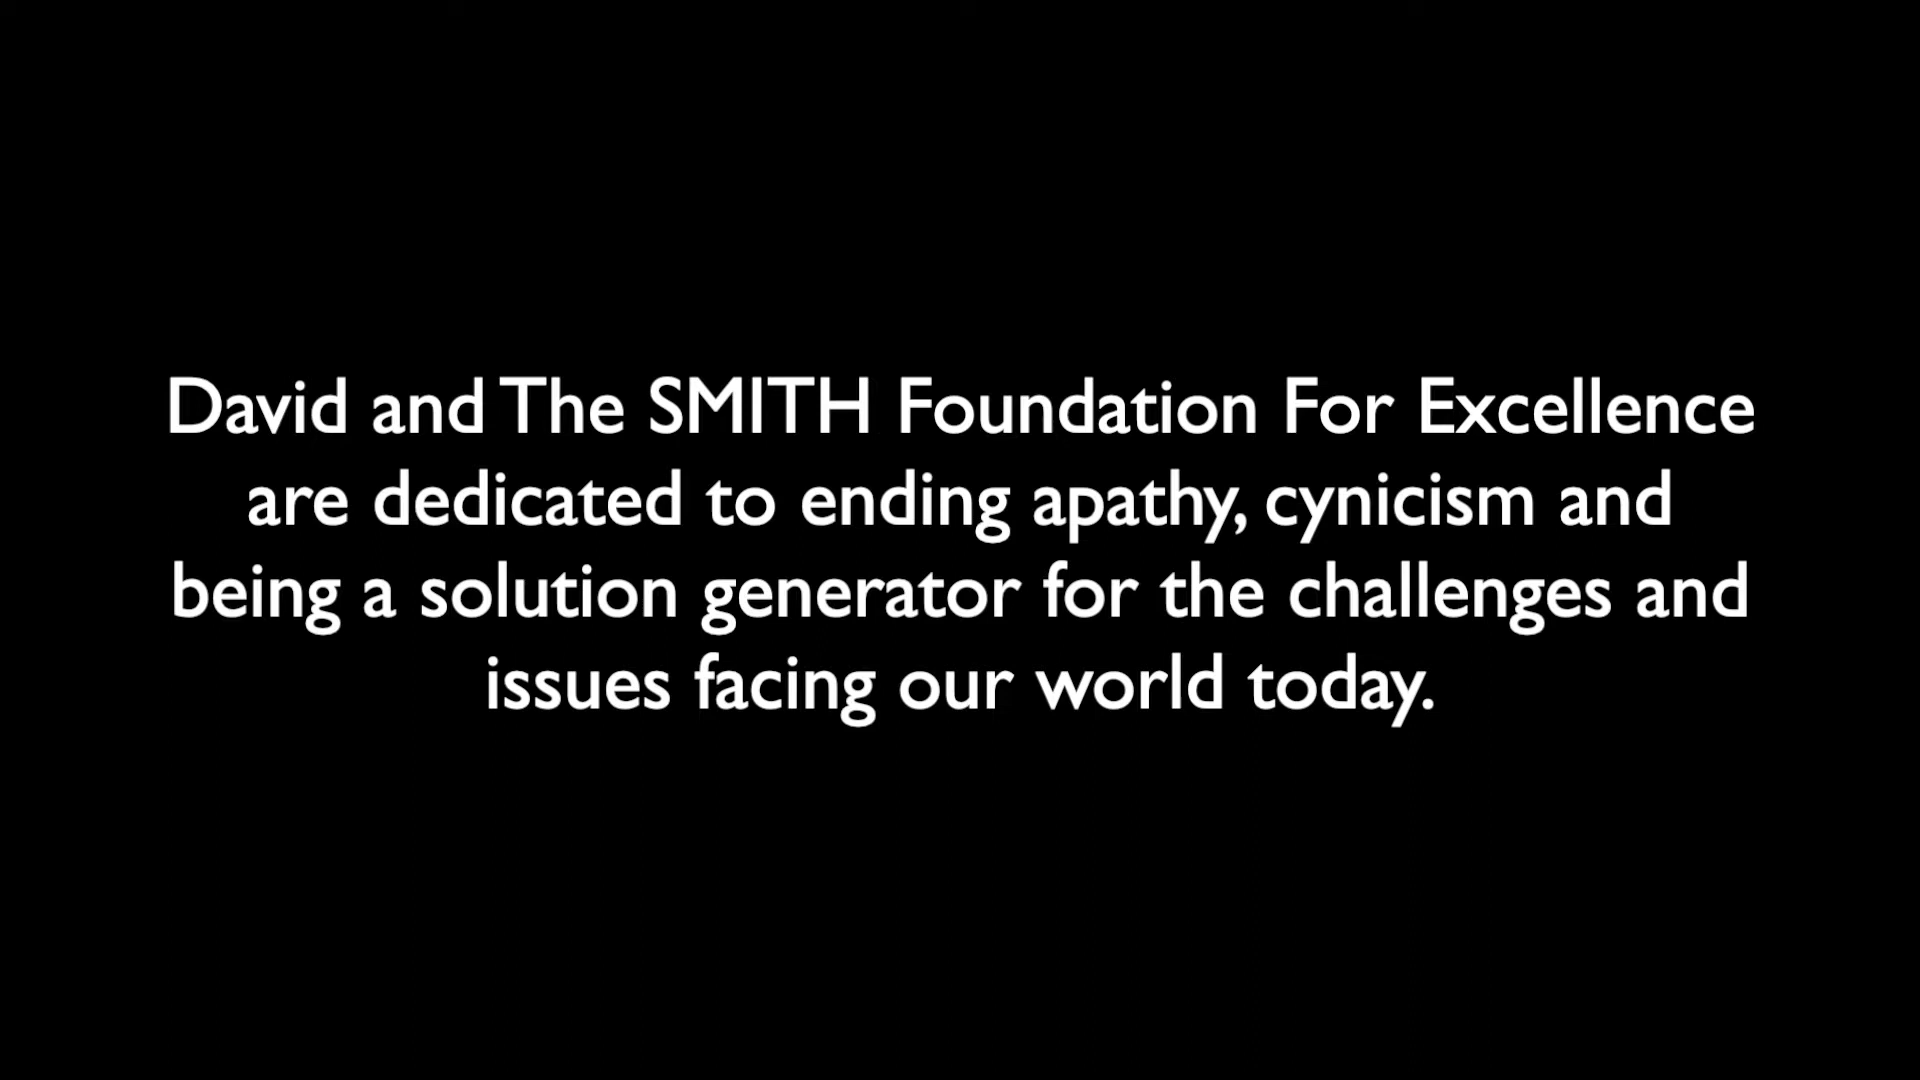 David and The SMITH Foundation For Excellence
are dedicated to ending apathy, cynicism and
being a solution generator for the challenges and
issues facing our world today.